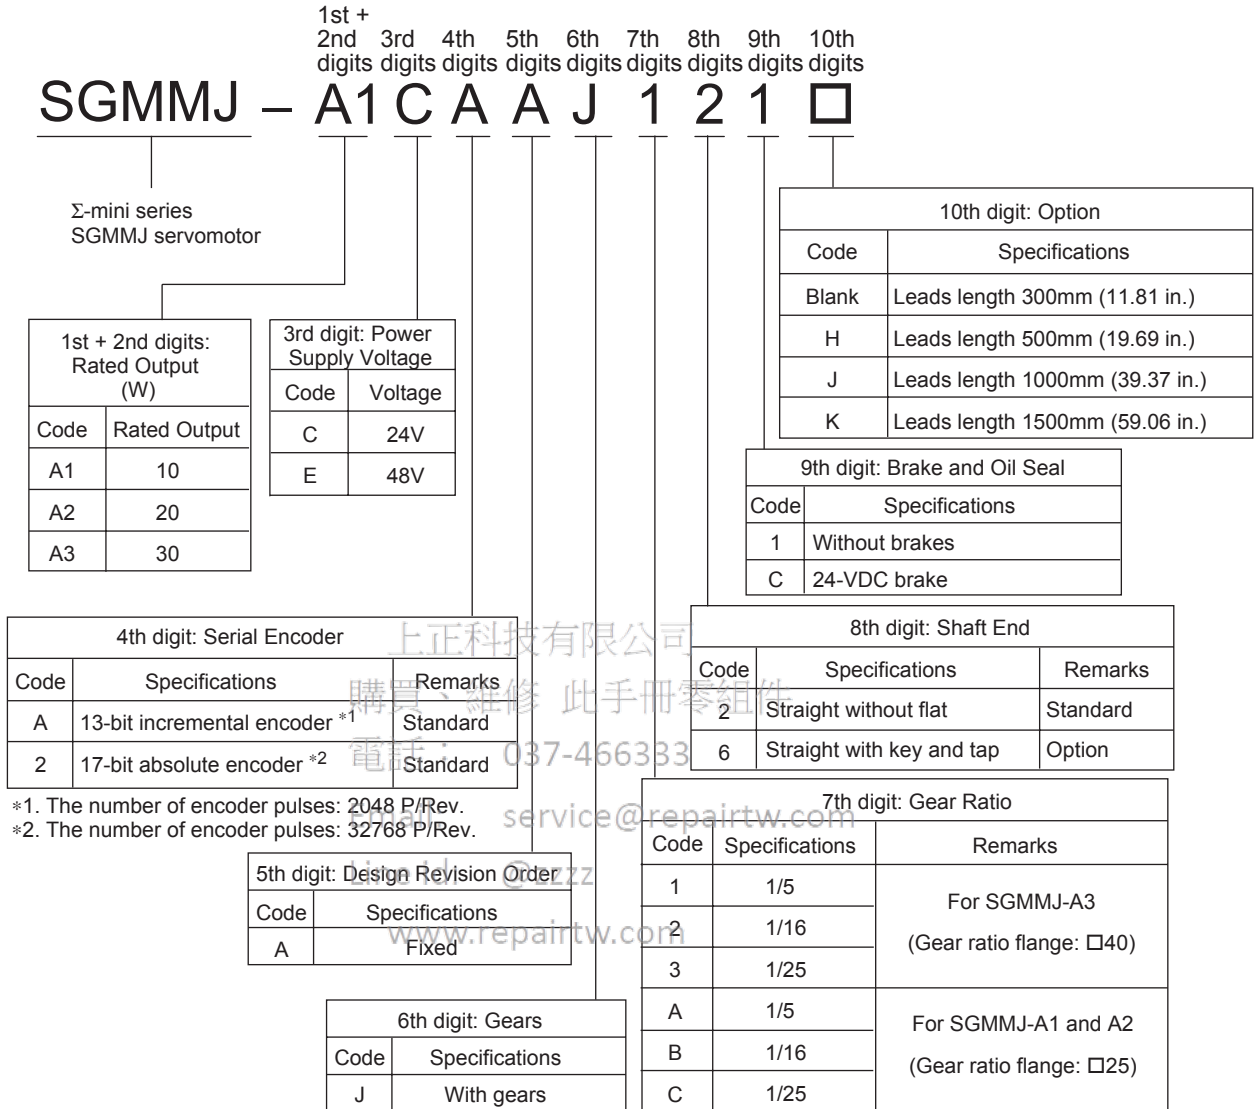 1st +
2nd 3rd 4th 5th 6th 7th 8th 9th 10th
digits digits digits digits digits digits digits digits digits
SGMMJ – A1 C A A J 1 2 1 □
Σ-mini series
SGMMJ servomotor
10th digit: Option
Code Specifications
Blank Leads length 300mm (11.81 in.)
H Leads length 500mm (19.69 in.)
J Leads length 1000mm (39.37 in.)
K Leads length 1500mm (59.06 in.)
1st + 2nd digits:
Rated Output
(W)
Code Rated Output
A1 10
A2 20
A3 30
3rd digit: Power
Supply Voltage
Code Voltage
C 24V
E 48V
9th digit: Brake and Oil Seal
Code Specifications
1 Without brakes
C 24-VDC brake
4th digit: Serial Encoder
Code Specifications Remarks
A 13-bit incremental encoder *1 Standard
2 17-bit absolute encoder *2 Standard
*1. The number of encoder pulses: 2048 P/Rev.
*2. The number of encoder pulses: 32768 P/Rev.
8th digit: Shaft End
Code Specifications Remarks
2 Straight without flat Standard
6 Straight with key and tap Option
5th digit: Design Revision Order
Code Specifications
A Fixed
7th digit: Gear Ratio
Code Specifications Remarks
1 1/5
2 1/16
3 1/25
For SGMMJ-A3
(Gear ratio flange: □40)
A 1/5
B 1/16
C 1/25
For SGMMJ-A1 and A2
(Gear ratio flange: □25)
6th digit: Gears
Code Specifications
J With gears
上正科技有限公司
購買、維修 此手冊零組件
電話： 037-466333
Email: service@repairtw.com
Line id: @zzzz
www.repairtw.com